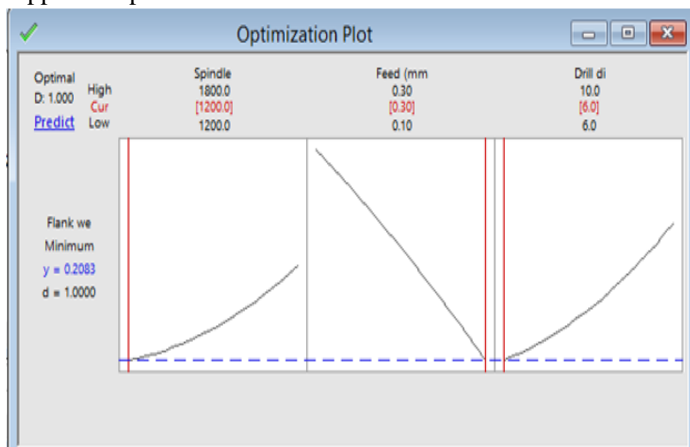 Optimization Plot
Optimal
D: 1.000
Predict
High
Cur
Low
Spindle
1800.0
[1200.0]
1200.0
Feed (mm
0.30
[0.30]
0.10
Drill di
10.0
[6.0]
6.0
Flank we
Minimum
y = 0.2083
d = 1.0000